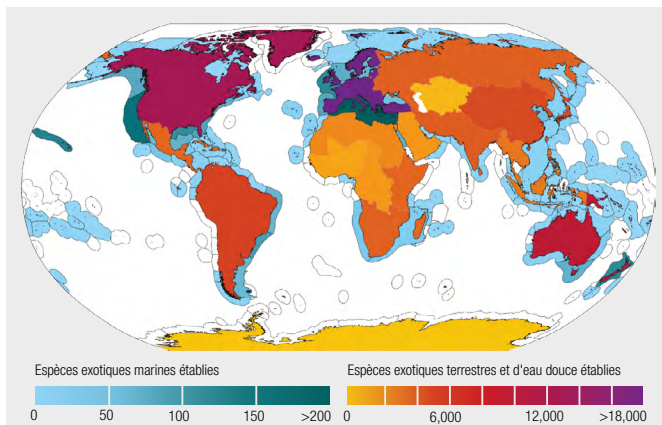 Espèces exotiques marines établies
0 50 100 150 >200
Espèces exotiques terrestres et d'eau douce établies
0 6,000 12,000 >18,000